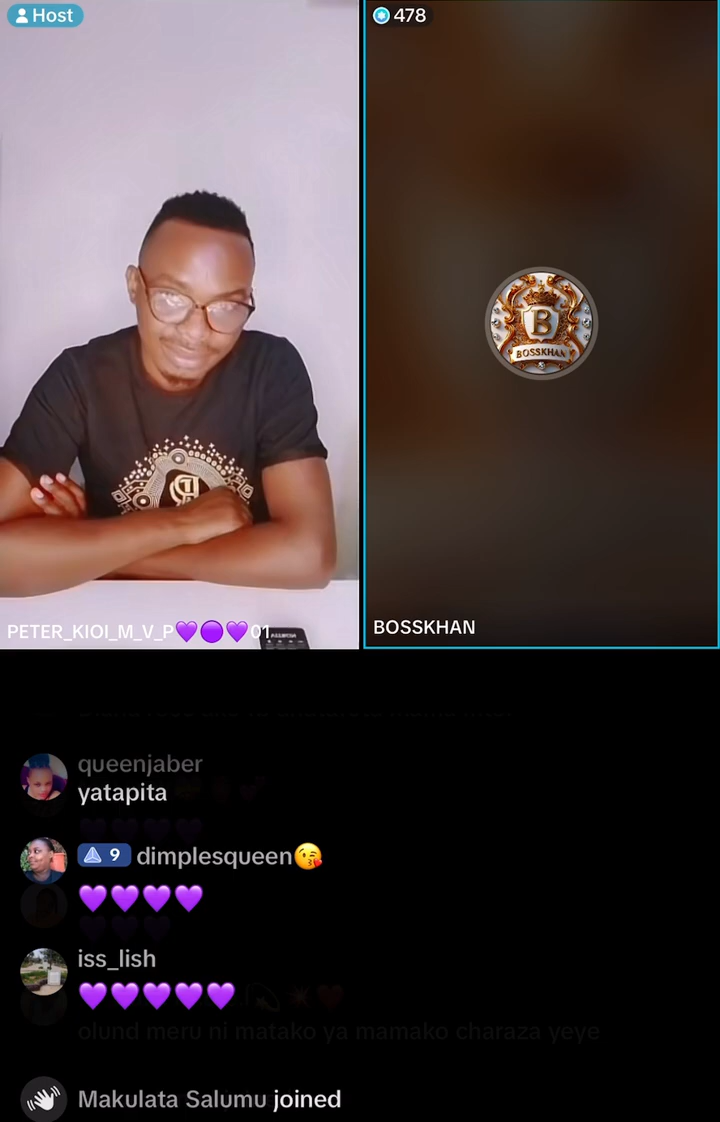 Host
478
BOSSKHAN
PETER_KIOI_M_V_P💜🟣💜01
BOSSKHAN
queenjaber
yatapita
9 dimplesqueen😘
💜💜💜💜
iss_lish
💜💜💜💜💜
olund meru ni matako ya mamako charaza yeye
Makulata Salumu joined